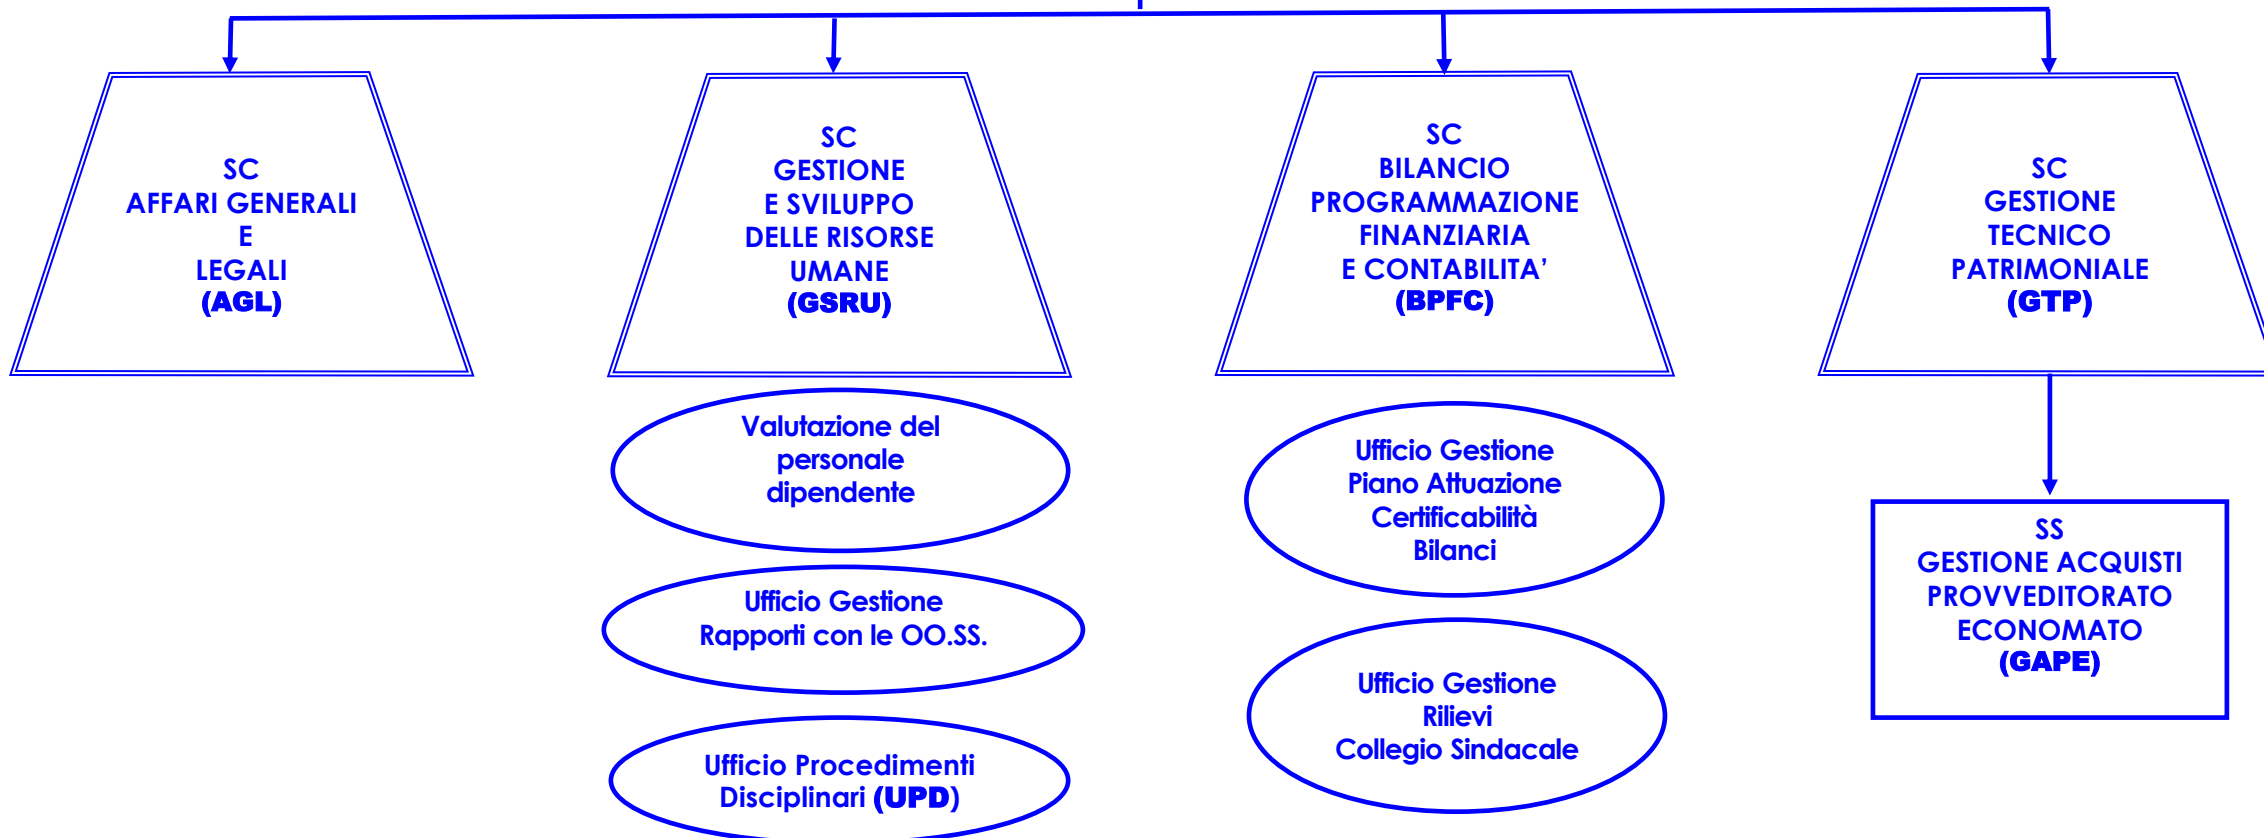 SC
AFFARI GENERALI
E
LEGALI
(AGL)
SC
GESTIONE
E SVILUPPO
DELLE RISORSE
UMANE
(GSRU)
SC
BILANCIO
PROGRAMMAZIONE
FINANZIARIA
E CONTABILITA’
(BPFC)
SC
GESTIONE
TECNICO
PATRIMONIALE
(GTP)
Valutazione del
personale
dipendente
Ufficio Gestione
Rapporti con le OO.SS.
Ufficio Procedimenti
Disciplinari (UPD)
Ufficio Gestione
Piano Attuazione
Certificabilità
Bilanci
Ufficio Gestione
Rilievi
Collegio Sindacale
SS
GESTIONE ACQUISTI
PROVVEDITORATO
ECONOMATO
(GAPE)